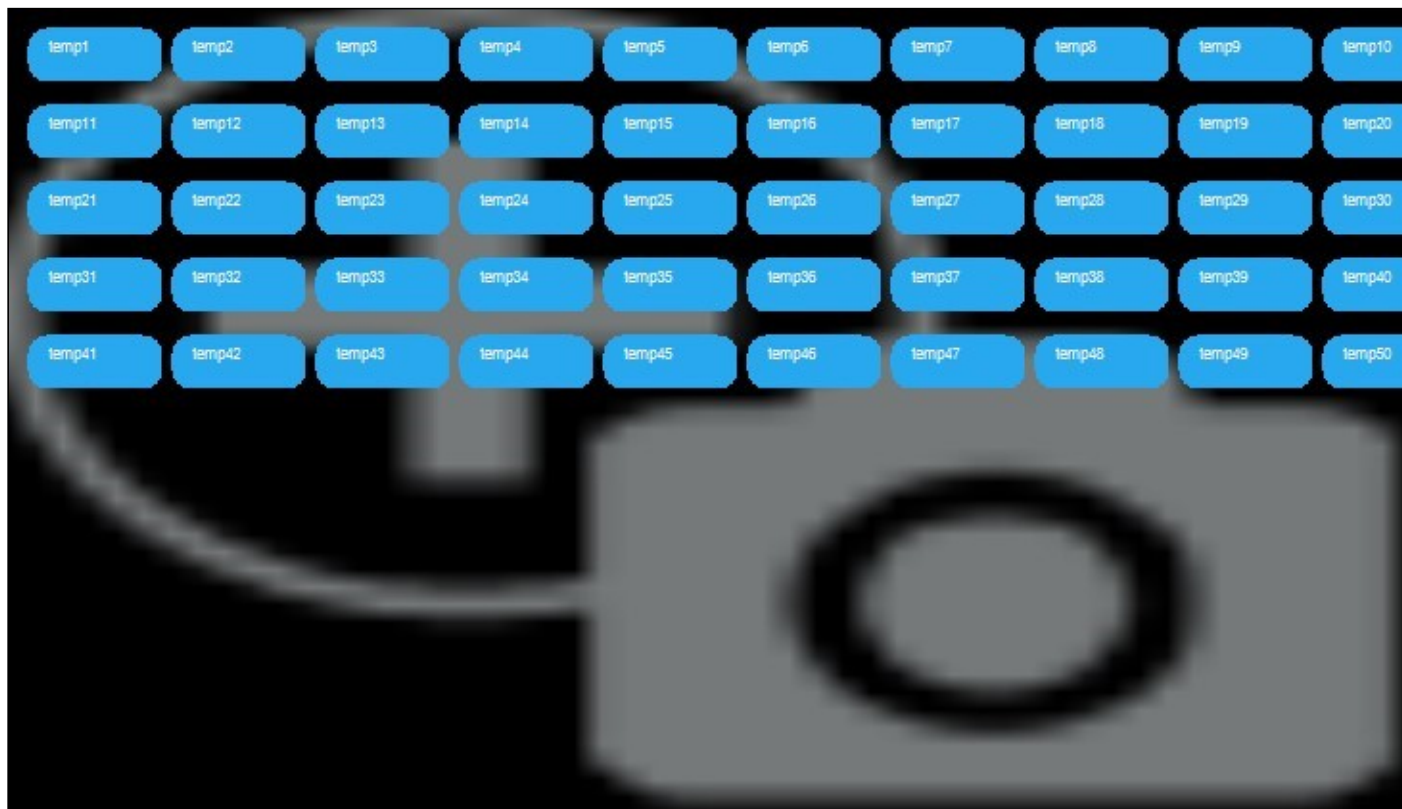 temp1 temp2 temp3 temp4 temp5 temp6 temp7 temp8 temp9 temp10
temp11 temp12 temp13 temp14 temp15 temp16 temp17 temp18 temp19 temp20
temp21 temp22 temp23 temp24 temp25 temp26 temp27 temp28 temp29 temp30
temp31 temp32 temp33 temp34 temp35 temp36 temp37 temp38 temp39 temp40
temp41 temp42 temp43 temp44 temp45 temp46 temp47 temp48 temp49 temp50